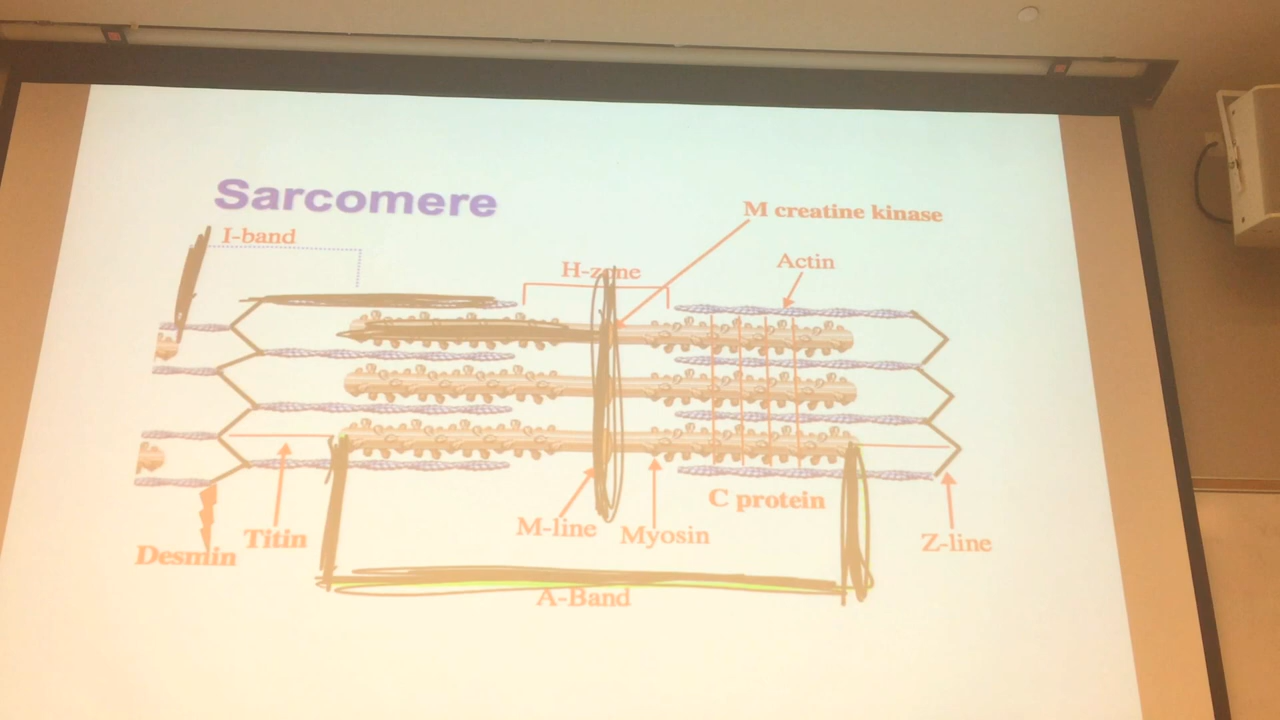 Sarcomere
M creatine kinase
I-band
H-zone
Actin
C protein
M-line
Myosin
Titin
Desmin
Z-line
A-Band